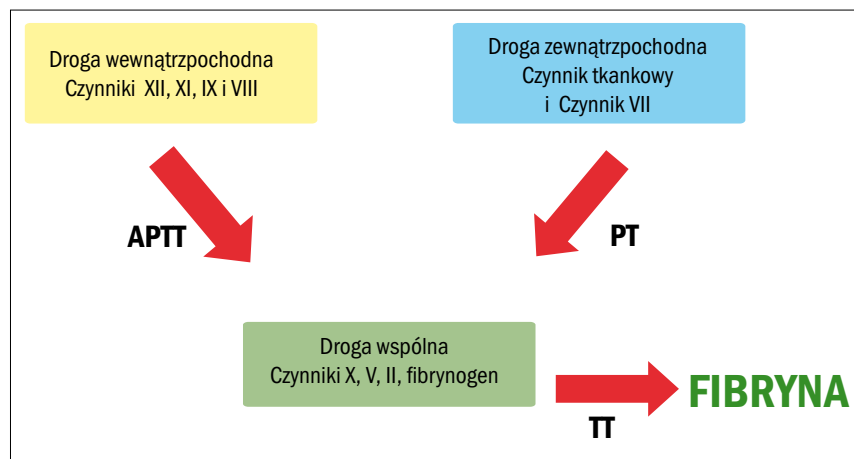 Droga wewnątrzpochodna
Czynniki XII, XI, IX i VIII
Droga zewnątrzpochodna
Czynnik tkankowy
i Czynnik VII
APTT
PT
Droga wspólna
Czynniki X, V, II, fibrynogen
FIBRYNA
TT